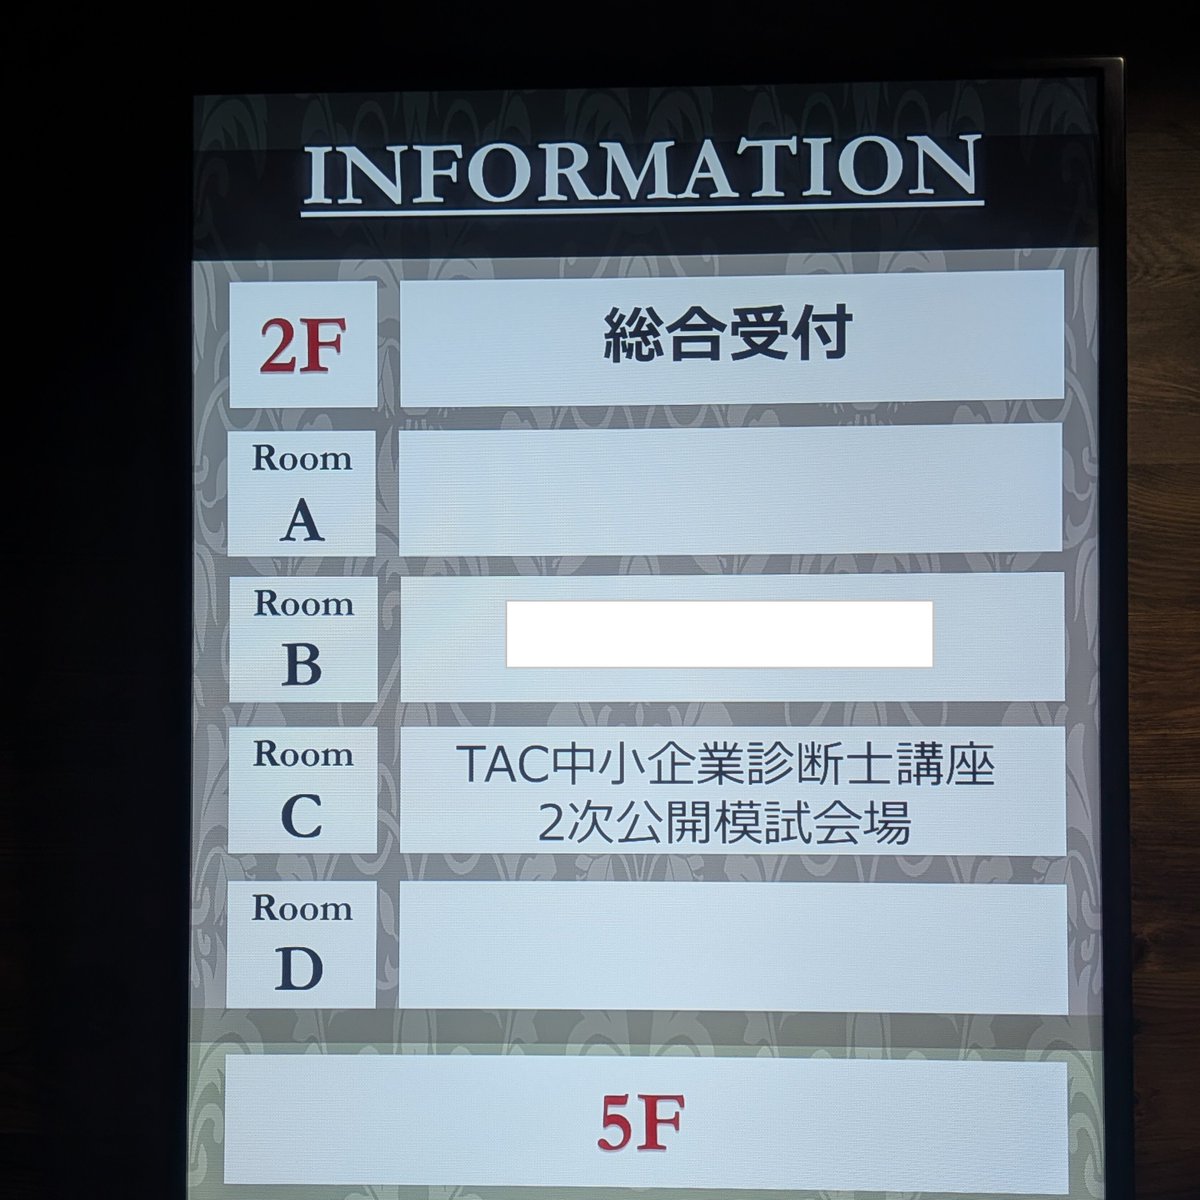 INFORMATION
2F
総合受付
Room
A
Room
B
Room
C
TAC中小企業診断士講座
2次公開模試会場
Room
D
5F